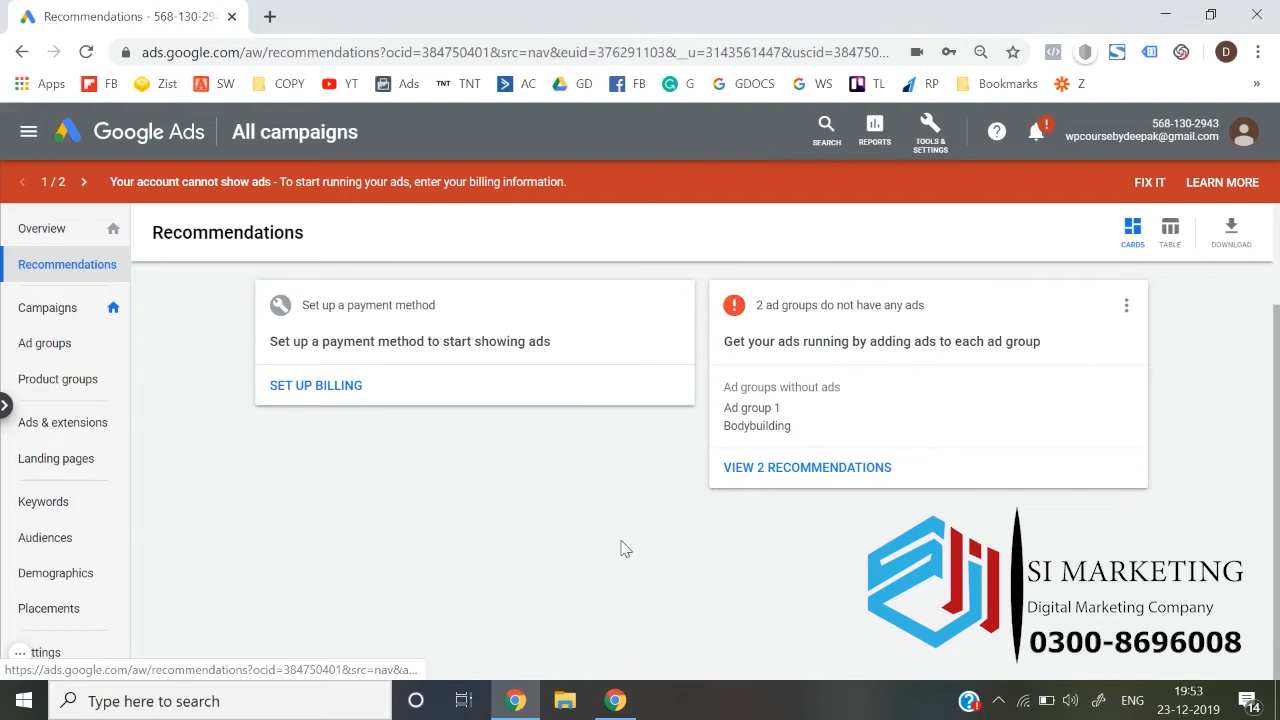 Recommendations - 568-130-294
ads.google.com/aw/recommendations?ocid=384750401&src=nav&euid=376291103&__u=3143561447&uscid=384750...
D
Apps
FB
Zist
SW
COPY
YT
Ads
TNT TNT
AC
GD
FB
G
GDOCS
WS
TL
RP
Bookmarks
Z
»
Google Ads
All campaigns
SEARCH
REPORTS
TOOLS &
SETTINGS
568-130-2943
wpcoursebydeepak@gmail.com
1 / 2
Your account cannot show ads - To start running your ads, enter your billing information.
FIX IT
LEARN MORE
Overview
Recommendations
Campaigns
Ad groups
Product groups
Ads & extensions
Landing pages
Keywords
Audiences
Demographics
Placements
ttings
Recommendations
CARDS
TABLE
DOWNLOAD
Set up a payment method
Set up a payment method to start showing ads
SET UP BILLING
2 ad groups do not have any ads
Get your ads running by adding ads to each ad group
Ad groups without ads
Ad group 1
Bodybuilding
VIEW 2 RECOMMENDATIONS
SI MARKETING
Digital Marketing Company
0300-8696008
https://ads.google.com/aw/recommendations?ocid=384750401&src=nav&a...
Type here to search
ENG
19:53
23-12-2019
14